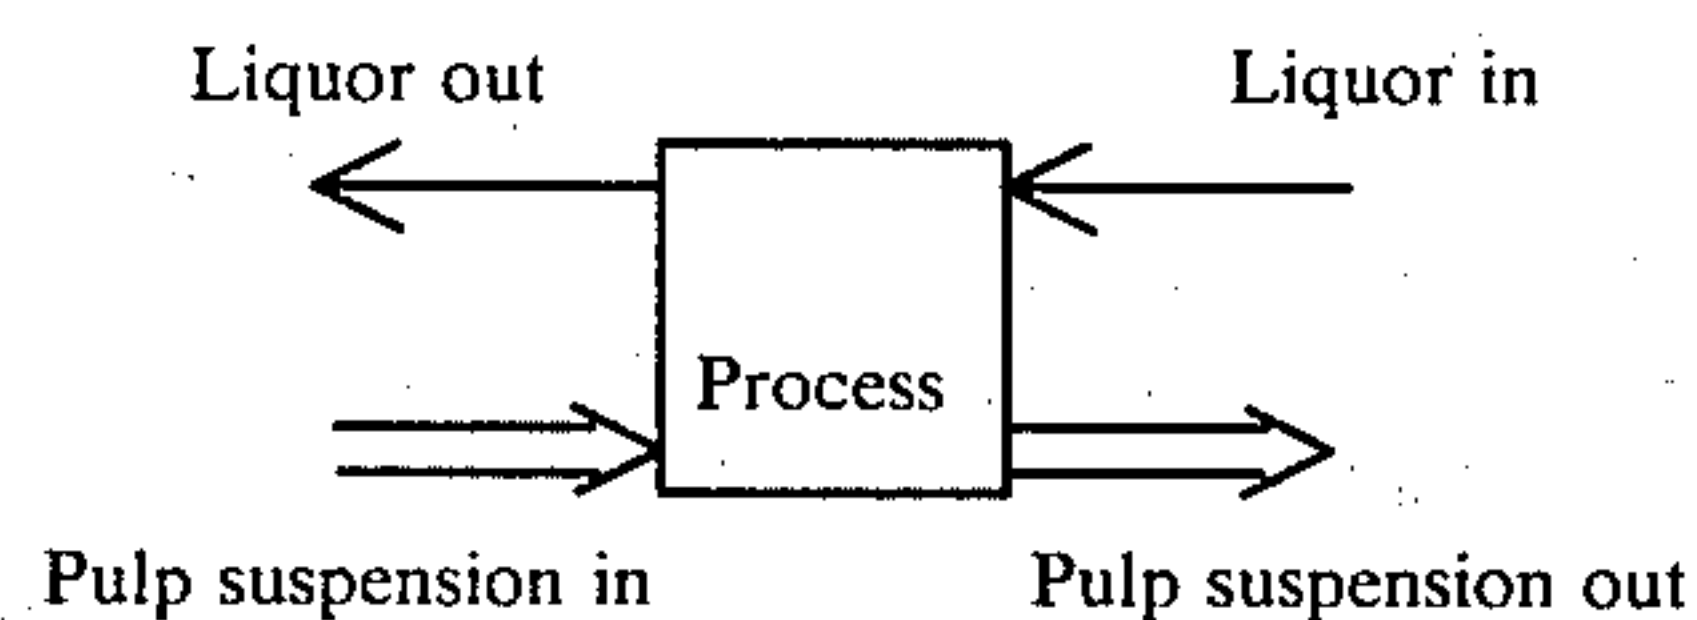 Liquor out
Liquor in
Process
Pulp suspension in
Pulp suspension out